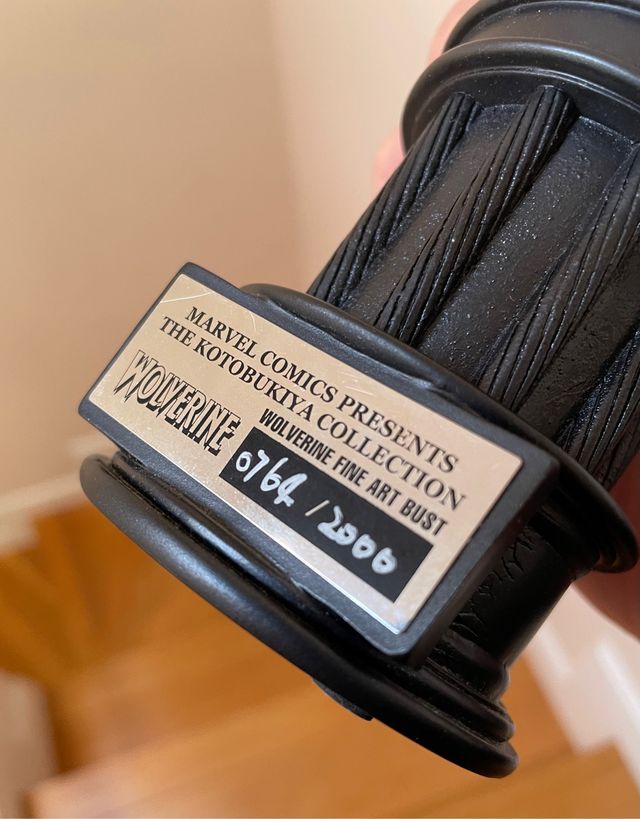 MARVEL COMICS PRESENTS
THE KOTOBUKIYA COLLECTION
WOLVERINE
WOLVERINE FINE ART BUST
0764 / 2000